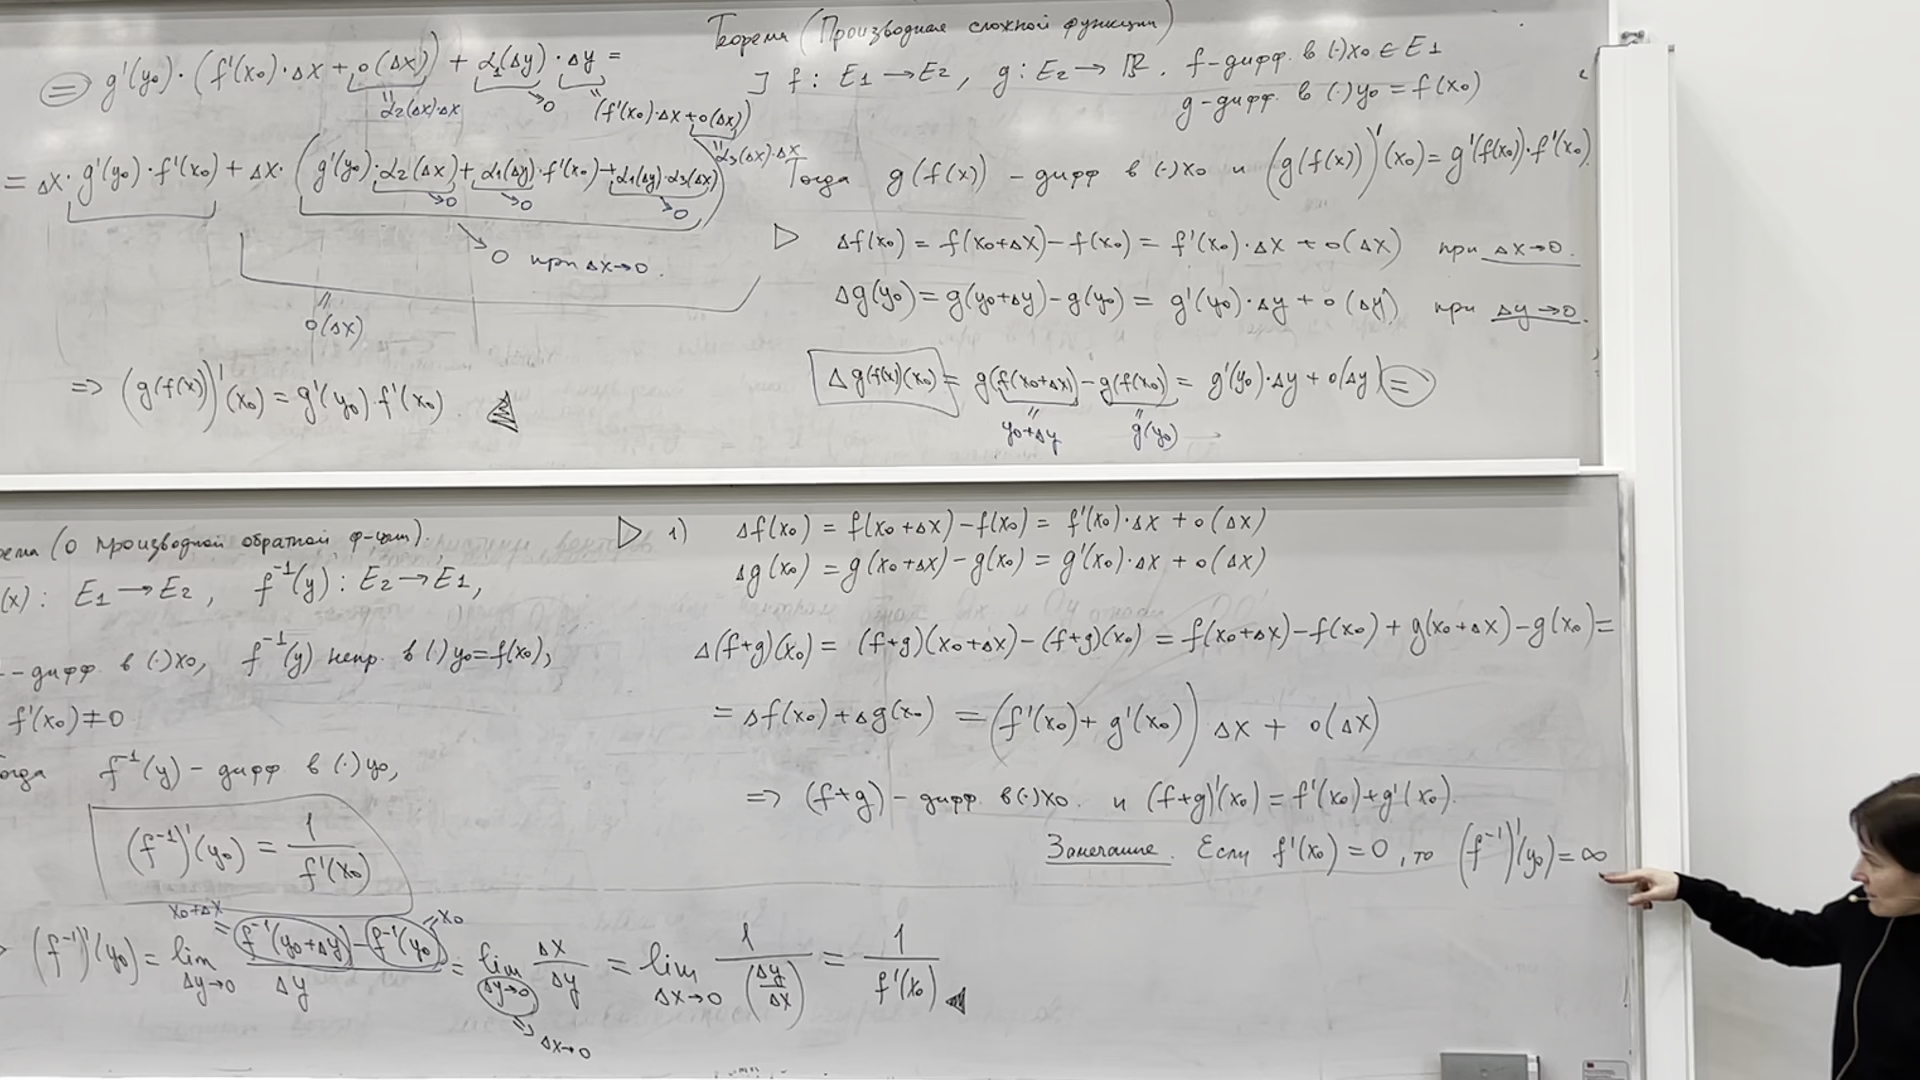 Теорема (Производная сложной функции)
] f : E₁ → E₂, g : E₂ → ℝ. f-дифф. в (·)x₀ ∈ E₁
g-дифф. в (·)y₀ = f(x₀)
Тогда g(f(x)) - дифф в (·)x₀ и (g(f(x)))'(x₀) = g'(f(x₀))·f'(x₀).
▷ Δf(x₀) = f(x₀+Δx) - f(x₀) = f'(x₀)·Δx + o(Δx) при Δx→0.
Δg(y₀) = g(y₀+Δy) - g(y₀) = g'(y₀)·Δy + o(Δy) при Δy→0.
Δg(f(x))(x₀) = g(f(x₀+Δx)) - g(f(x₀)) = g'(y₀)·Δy + o(Δy) =
" y₀+Δy " g(y₀)
= g'(y₀)·(f'(x₀)·Δx + o(Δx)) + α₁(Δy)·Δy =
" α₂(Δx)·Δx ↘0 " (f'(x₀)·Δx + o(Δx))
" α₃(Δx)·Δx
= Δx·g'(y₀)·f'(x₀) + Δx·(g'(y₀)·α₂(Δx) + α₁(Δy)·f'(x₀) + α₁(Δy)·α₃(Δx))
↘0 ↘0 ↘0
↘ 0 при Δx→0.
" o(Δx)
=> (g(f(x)))'(x₀) = g'(y₀)·f'(x₀).
рема (О производной обратной ф-ции).
(x) : E₁ → E₂, f⁻¹(y) : E₂ → E₁,
- дифф в (·)x₀, f⁻¹(y) непр. в (·) y₀=f(x₀),
f'(x₀) ≠ 0
огда f⁻¹(y) - дифф в (·)y₀,
(f⁻¹)'(y₀) = 1/f'(x₀)
x₀+Δx = = x₀
(f⁻¹)'(y₀) = lim_{Δy→0} (f⁻¹(y₀+Δy) - f⁻¹(y₀))/Δy = lim_{Δy→0} Δx/Δy = lim_{Δx→0} 1/(Δy/Δx) = 1/f'(x₀)
=> Δx→0
▷ 1) Δf(x₀) = f(x₀+Δx) - f(x₀) = f'(x₀)·Δx + o(Δx)
Δg(x₀) = g(x₀+Δx) - g(x₀) = g'(x₀)·Δx + o(Δx)
Δ(f+g)(x₀) = (f+g)(x₀+Δx) - (f+g)(x₀) = f(x₀+Δx) - f(x₀) + g(x₀+Δx) - g(x₀) =
= Δf(x₀) + Δg(x₀) = (f'(x₀) + g'(x₀)) Δx + o(Δx)
=> (f+g) - дифф. в (·)x₀. и (f+g)'(x₀) = f'(x₀) + g'(x₀).
Замечание. Если f'(x₀) = 0, то (f⁻¹)'(y₀) = ∞